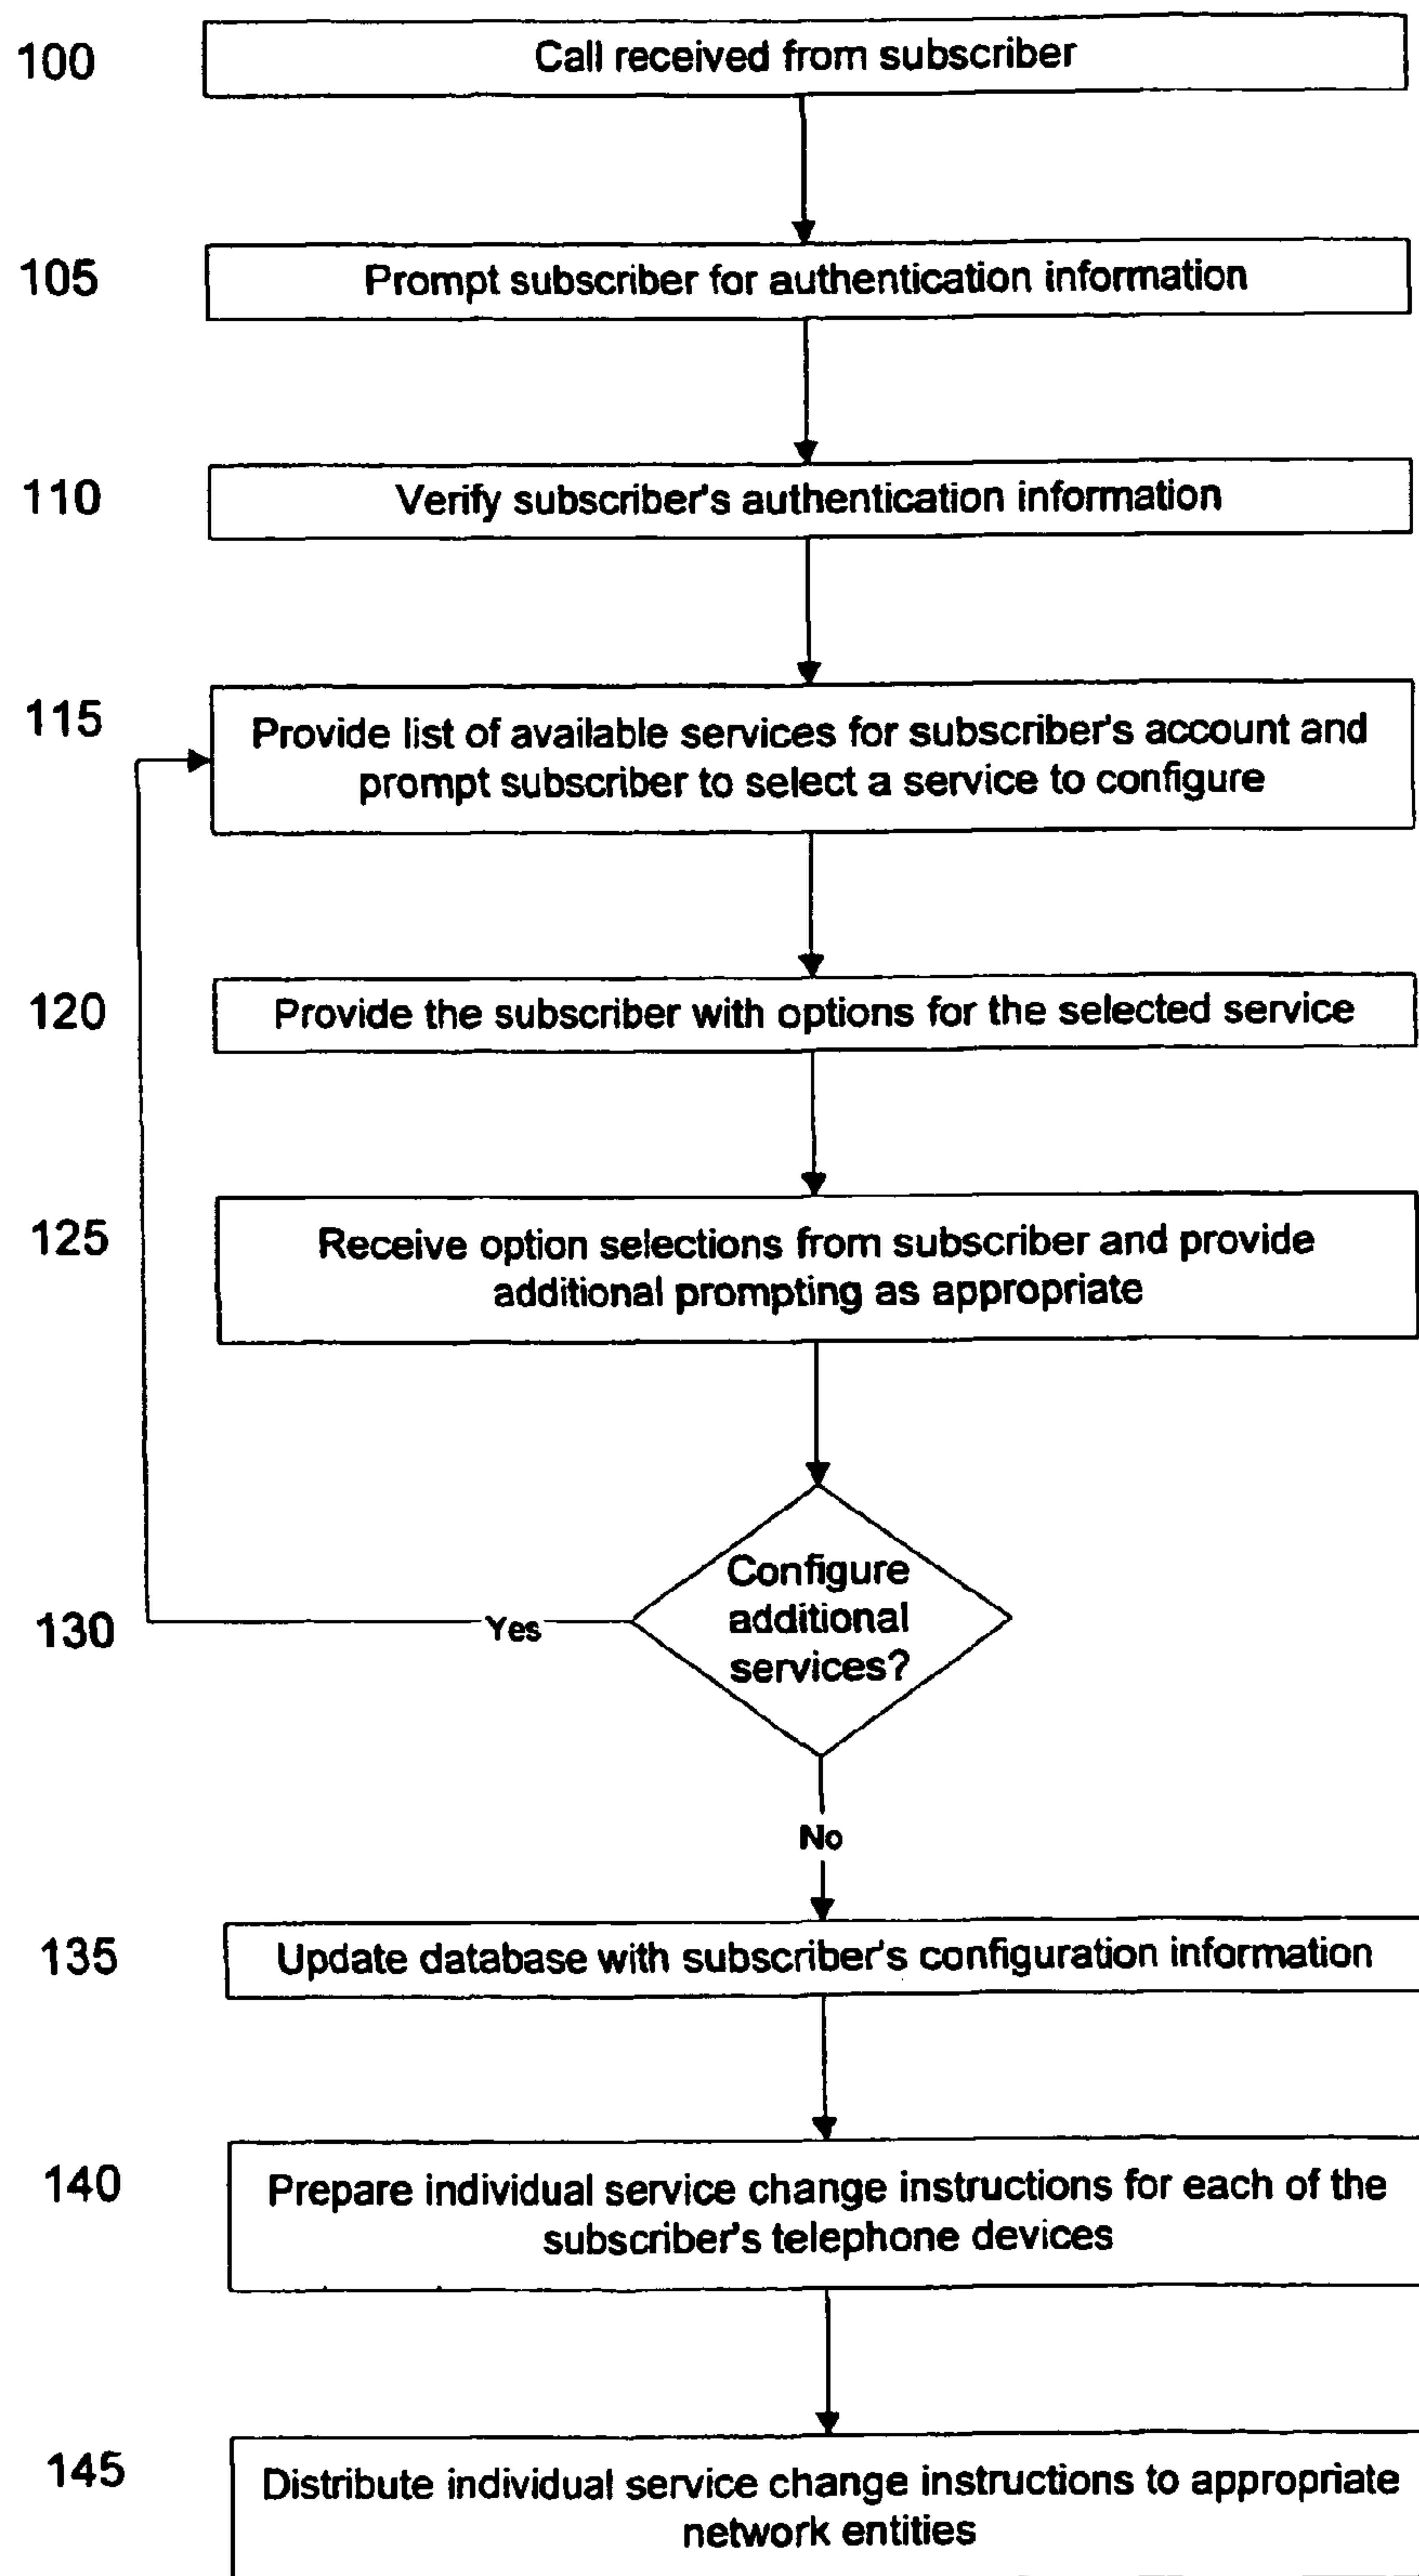 100
Call received from subscriber
105
Prompt subscriber for authentication information
110
Verify subscriber's authentication information
115
Provide list of available services for subscriber's account and
prompt subscriber to select a service to configure
120
Provide the subscriber with options for the selected service
125
Receive option selections from subscriber and provide
additional prompting as appropriate
130
Yes
Configure
additional
services?
No
135
Update database with subscriber's configuration information
140
Prepare individual service change instructions for each of the
subscriber's telephone devices
145
Distribute individual service change instructions to appropriate
network entities